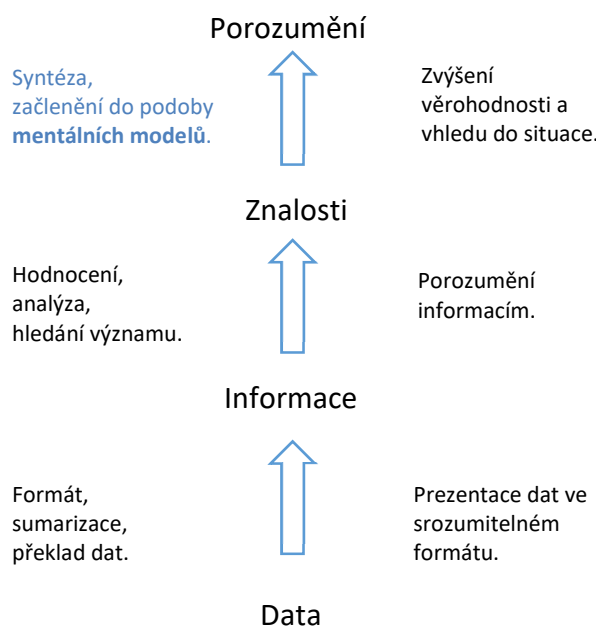 Porozumění
Syntéza,
začlenění do podoby
mentálních modelů.
Zvýšení
věrohodnosti a
vhledu do situace.
Znalosti
Hodnocení,
analýza,
hledání významu.
Porozumění
informacím.
Informace
Formát,
sumarizace,
překlad dat.
Prezentace dat ve
srozumitelném
formátu.
Data